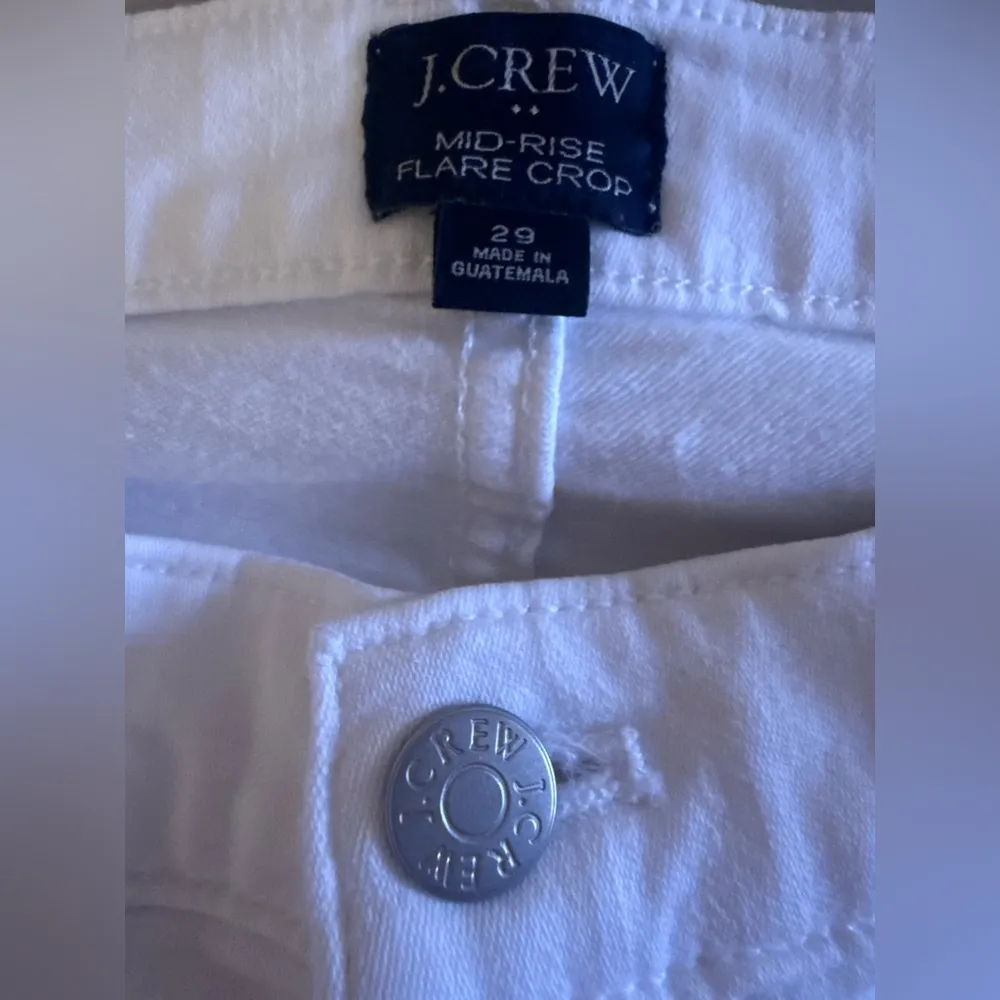 J.CREW
MID-RISE
FLARE CROP
29
MADE IN
GUATEMALA
J.CREW J.CREW